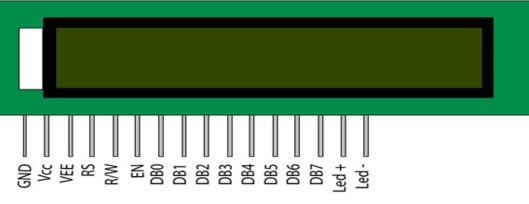 GND
Vcc
VEE
RS
R/W
EN
DB0
DB1
DB2
DB3
DB4
DB5
DB6
DB7
Led +
Led -